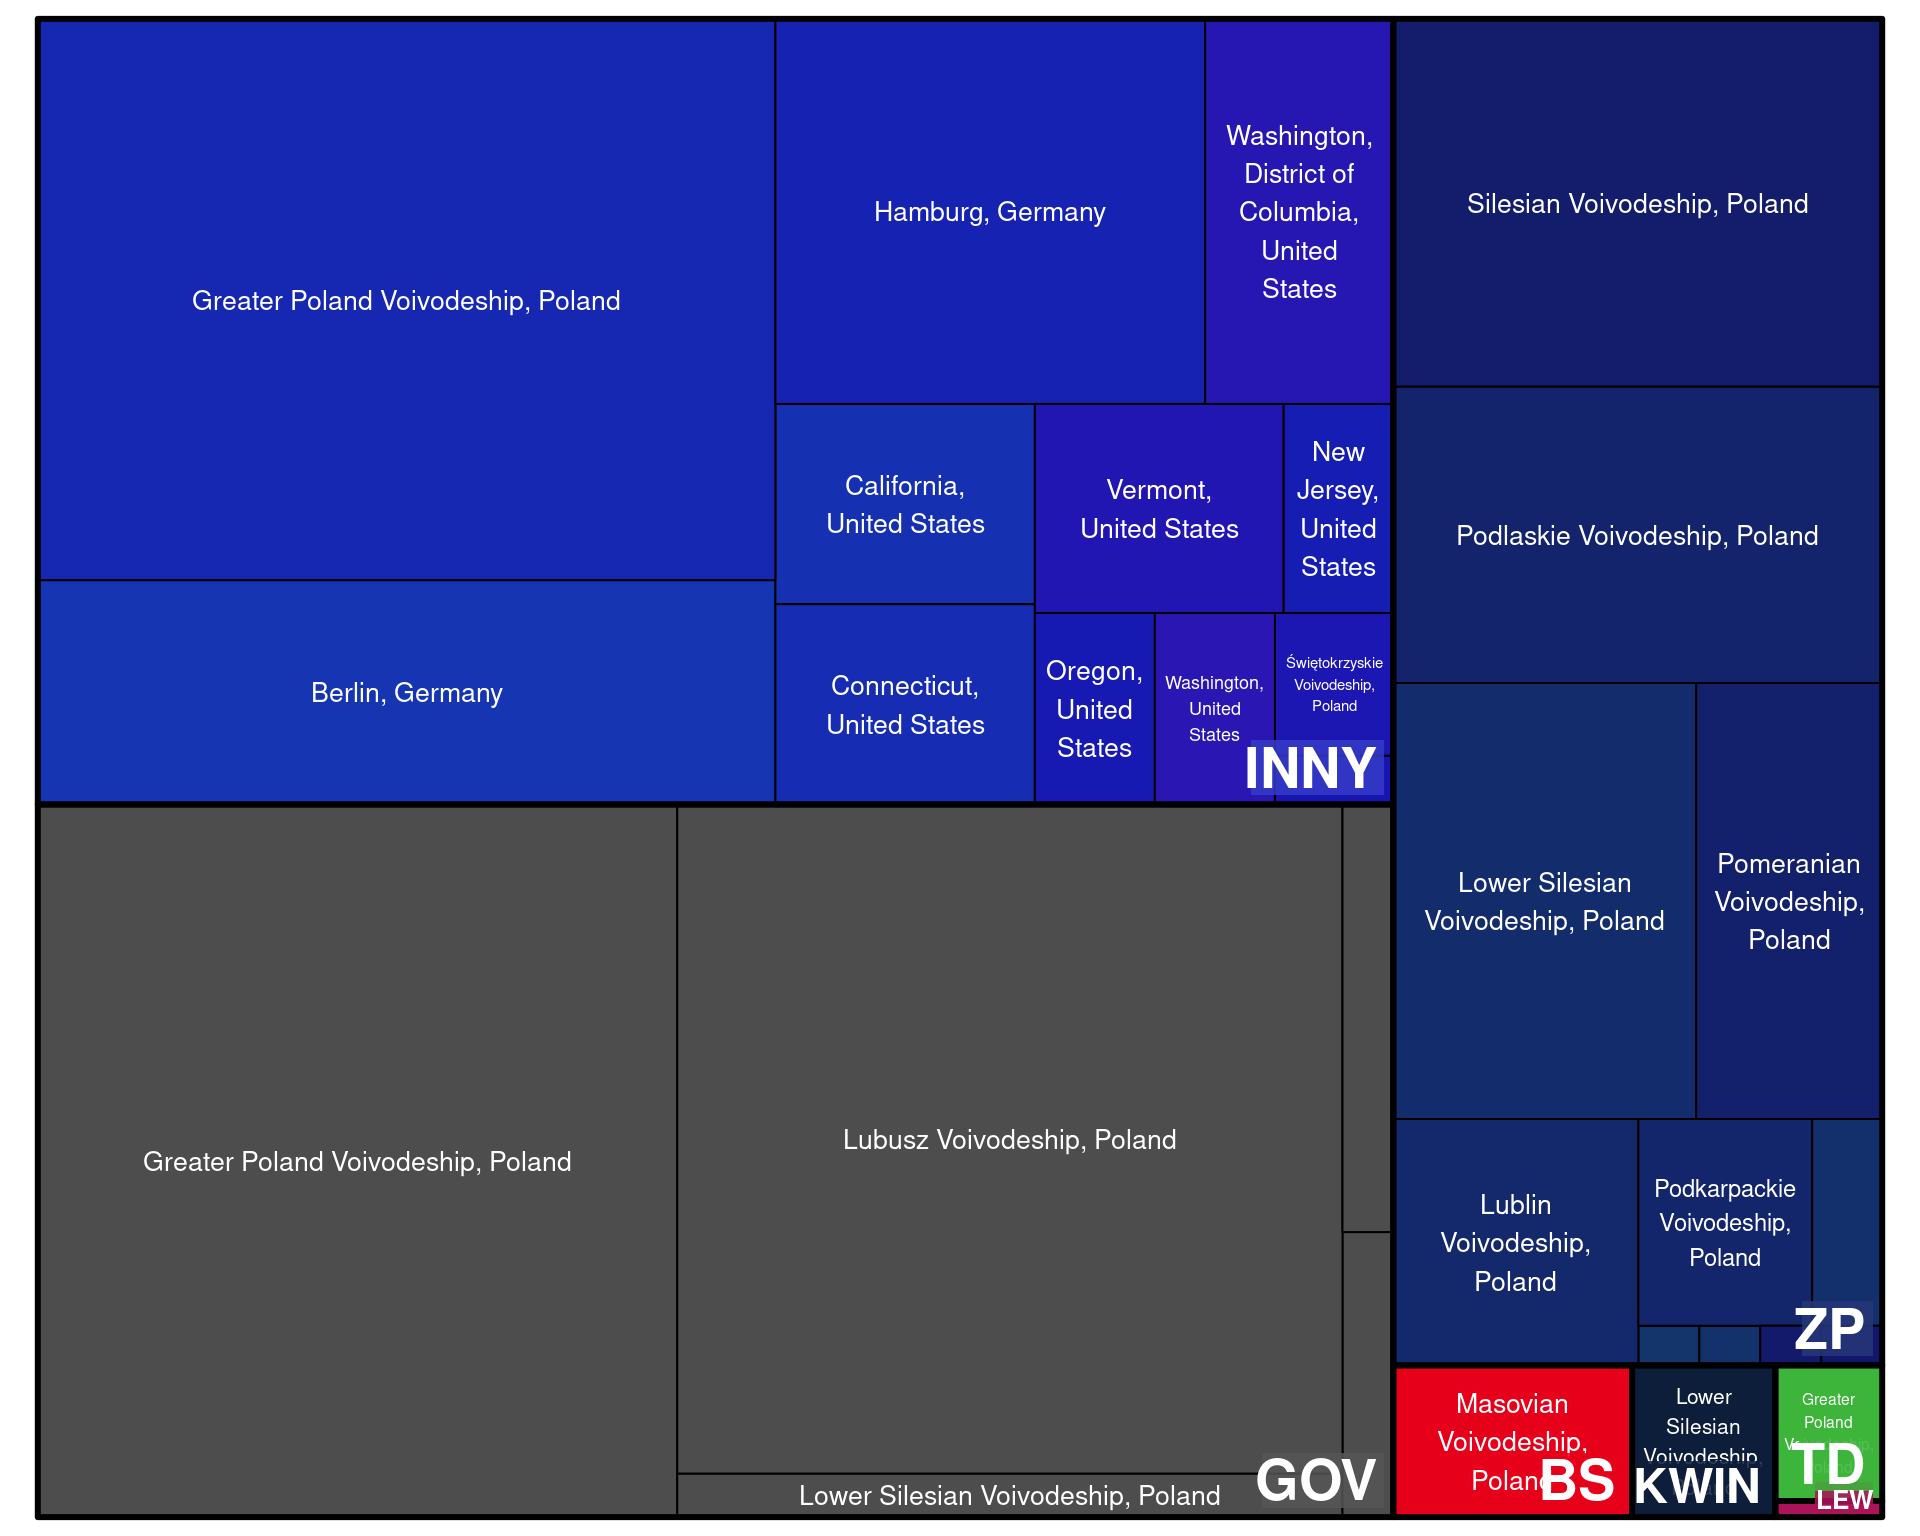 Greater Poland Voivodeship, Poland
Hamburg, Germany
Washington,
District of
Columbia,
United
States
Silesian Voivodeship, Poland
California,
United States
Vermont,
United States
New
Jersey,
United
States
Podlaskie Voivodeship, Poland
Berlin, Germany
Connecticut,
United States
Oregon,
United
States
Washington,
United
States
Świętokrzyskie
Voivodeship,
Poland
INNY
Lower Silesian
Voivodeship, Poland
Pomeranian
Voivodeship,
Poland
Greater Poland Voivodeship, Poland
Lubusz Voivodeship, Poland
Lower Silesian Voivodeship, Poland
GOV
Lublin
Voivodeship,
Poland
Podkarpackie
Voivodeship,
Poland
ZP
Masovian
Voivodeship,
Poland
BS
Lower
Silesian
Voivodeship,
KWIN
Greater
Poland
TD
LEW